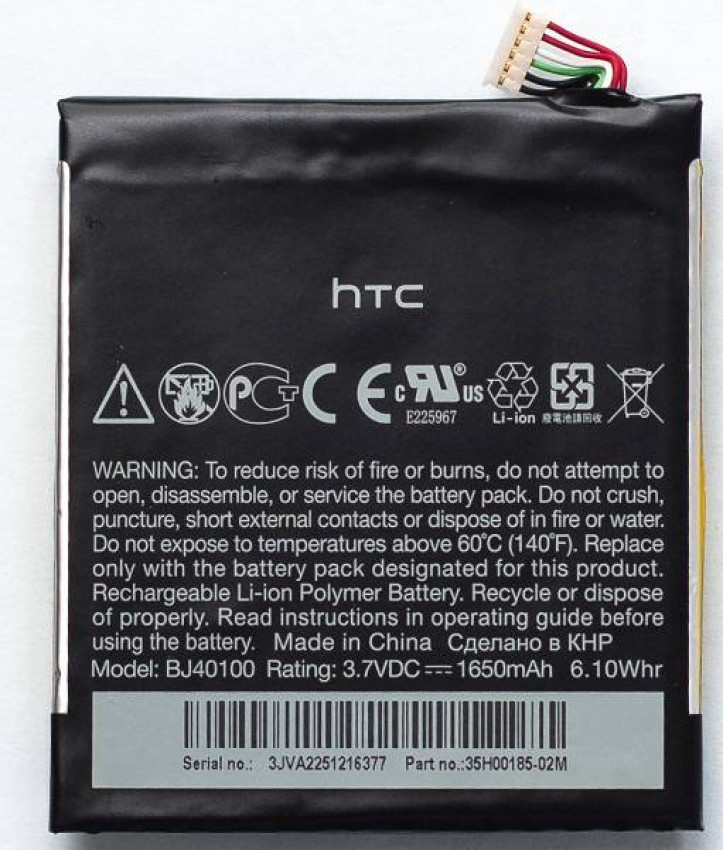 hTC
PCT CE c RU US
E225967 Li-ion 廢電池請回收
WARNING: To reduce risk of fire or burns, do not attempt to
open, disassemble, or service the battery pack. Do not crush,
puncture, short external contacts or dispose of in fire or water.
Do not expose to temperatures above 60°C (140°F). Replace
only with the battery pack designated for this product.
Rechargeable Li-ion Polymer Battery. Recycle or dispose
of properly. Read instructions in operating guide before
using the battery. Made in China Сделано в КНР
Model: BJ40100 Rating: 3.7VDC⎓1650mAh 6.10Whr
Serial no.: 3JVA2251216377 Part no.:35H00185-02M